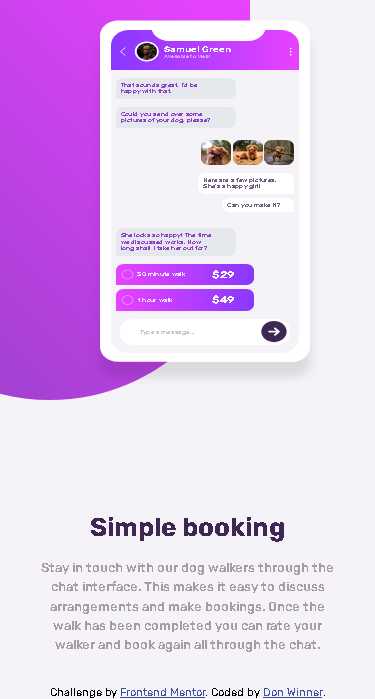 Samuel Green
Available to Walk
That sounds great. I'd be
happy with that.
Could you send over some
pictures of your dog, please?
Here are a few pictures.
She's a happy girl!
Can you make it?
She looks so happy! The time
we discussed works. How
long shall I take her out for?
30 minute walk $29
1 hour walk $49
Type a message...
Simple booking
Stay in touch with our dog walkers through the
chat interface. This makes it easy to discuss
arrangements and make bookings. Once the
walk has been completed you can rate your
walker and book again all through the chat.
Challenge by Frontend Mentor. Coded by Don Winner.